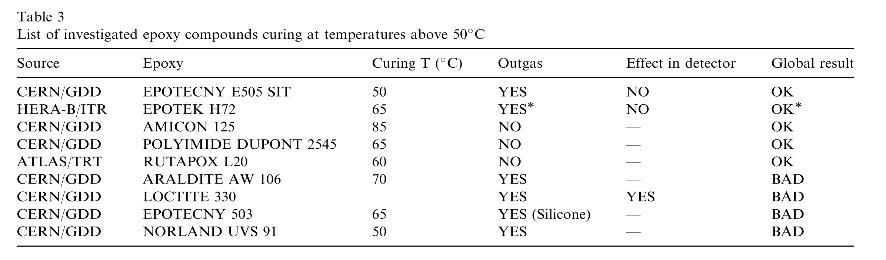 Table 3
List of investigated epoxy compounds curing at temperatures above 50°C
Source Epoxy Curing T (°C) Outgas Effect in detector Global result
CERN/GDD EPOTECNY E505 SIT 50 YES NO OK
HERA-B/ITR EPOTEK H72 65 YES* NO OK*
CERN/GDD AMICON 125 85 NO — OK
CERN/GDD POLYIMIDE DUPONT 2545 65 NO — OK
ATLAS/TRT RUTAPOX L20 60 NO — OK
CERN/GDD ARALDITE AW 106 70 YES — BAD
CERN/GDD LOCTITE 330 YES YES BAD
CERN/GDD EPOTECNY 503 65 YES (Silicone) — BAD
CERN/GDD NORLAND UVS 91 50 YES — BAD